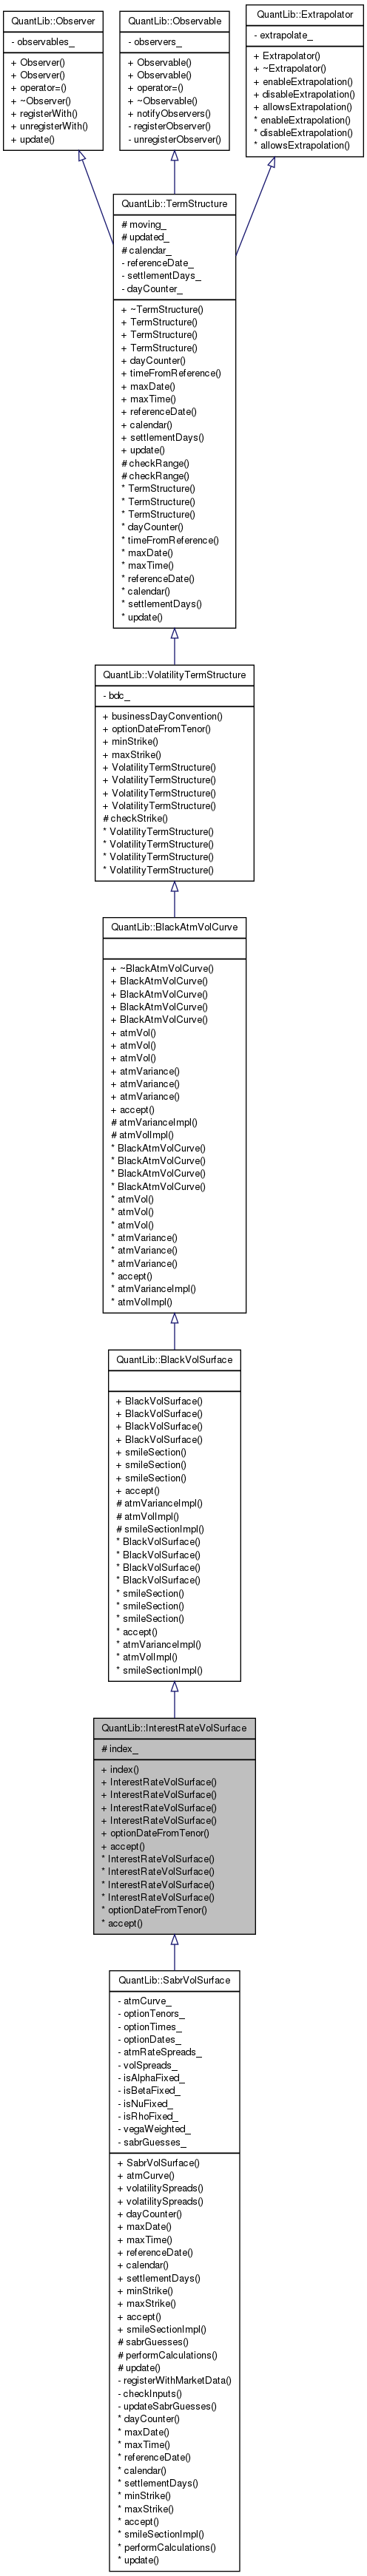 QuantLib::Observer
- observables_
+ Observer()
+ Observer()
+ operator=()
+ ~Observer()
+ registerWith()
+ unregisterWith()
+ update()
QuantLib::Observable
- observers_
+ Observable()
+ Observable()
+ operator=()
+ ~Observable()
+ notifyObservers()
- registerObserver()
- unregisterObserver()
QuantLib::Extrapolator
- extrapolate_
+ Extrapolator()
+ ~Extrapolator()
+ enableExtrapolation()
+ disableExtrapolation()
+ allowsExtrapolation()
* enableExtrapolation()
* disableExtrapolation()
* allowsExtrapolation()
QuantLib::TermStructure
# moving_
# updated_
# calendar_
- referenceDate_
- settlementDays_
- dayCounter_
+ ~TermStructure()
+ TermStructure()
+ TermStructure()
+ TermStructure()
+ dayCounter()
+ timeFromReference()
+ maxDate()
+ maxTime()
+ referenceDate()
+ calendar()
+ settlementDays()
+ update()
# checkRange()
# checkRange()
* TermStructure()
* TermStructure()
* TermStructure()
* dayCounter()
* timeFromReference()
* maxDate()
* maxTime()
* referenceDate()
* calendar()
* settlementDays()
* update()
QuantLib::VolatilityTermStructure
- bdc_
+ businessDayConvention()
+ optionDateFromTenor()
+ minStrike()
+ maxStrike()
+ VolatilityTermStructure()
+ VolatilityTermStructure()
+ VolatilityTermStructure()
+ VolatilityTermStructure()
# checkStrike()
* VolatilityTermStructure()
* VolatilityTermStructure()
* VolatilityTermStructure()
* VolatilityTermStructure()
QuantLib::BlackAtmVolCurve
+ ~BlackAtmVolCurve()
+ BlackAtmVolCurve()
+ BlackAtmVolCurve()
+ BlackAtmVolCurve()
+ BlackAtmVolCurve()
+ atmVol()
+ atmVol()
+ atmVol()
+ atmVariance()
+ atmVariance()
+ atmVariance()
+ accept()
# atmVarianceImpl()
# atmVolImpl()
* BlackAtmVolCurve()
* BlackAtmVolCurve()
* BlackAtmVolCurve()
* BlackAtmVolCurve()
* atmVol()
* atmVol()
* atmVol()
* atmVariance()
* atmVariance()
* atmVariance()
* accept()
* atmVarianceImpl()
* atmVolImpl()
QuantLib::BlackVolSurface
+ BlackVolSurface()
+ BlackVolSurface()
+ BlackVolSurface()
+ BlackVolSurface()
+ smileSection()
+ smileSection()
+ smileSection()
+ accept()
# atmVarianceImpl()
# atmVolImpl()
# smileSectionImpl()
* BlackVolSurface()
* BlackVolSurface()
* BlackVolSurface()
* BlackVolSurface()
* smileSection()
* smileSection()
* smileSection()
* accept()
* atmVarianceImpl()
* atmVolImpl()
* smileSectionImpl()
QuantLib::InterestRateVolSurface
# index_
+ index()
+ InterestRateVolSurface()
+ InterestRateVolSurface()
+ InterestRateVolSurface()
+ InterestRateVolSurface()
+ optionDateFromTenor()
+ accept()
* InterestRateVolSurface()
* InterestRateVolSurface()
* InterestRateVolSurface()
* InterestRateVolSurface()
* optionDateFromTenor()
* accept()
QuantLib::SabrVolSurface
- atmCurve_
- optionTenors_
- optionTimes_
- optionDates_
- atmRateSpreads_
- volSpreads_
- isAlphaFixed_
- isBetaFixed_
- isNuFixed_
- isRhoFixed_
- vegaWeighted_
- sabrGuesses_
+ SabrVolSurface()
+ atmCurve()
+ volatilitySpreads()
+ volatilitySpreads()
+ dayCounter()
+ maxDate()
+ maxTime()
+ referenceDate()
+ calendar()
+ settlementDays()
+ minStrike()
+ maxStrike()
+ accept()
+ smileSectionImpl()
# sabrGuesses()
# performCalculations()
# update()
- registerWithMarketData()
- checkInputs()
- updateSabrGuesses()
* dayCounter()
* maxDate()
* maxTime()
* referenceDate()
* calendar()
* settlementDays()
* minStrike()
* maxStrike()
* accept()
* smileSectionImpl()
* performCalculations()
* update()